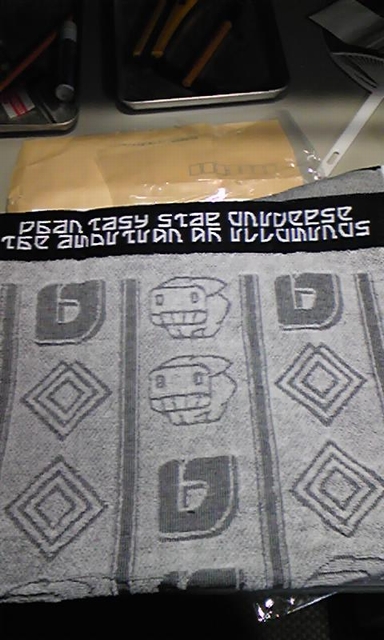 PHANTASY STAR UNIVERSE
THE AMBITION OF ILLUMINUS